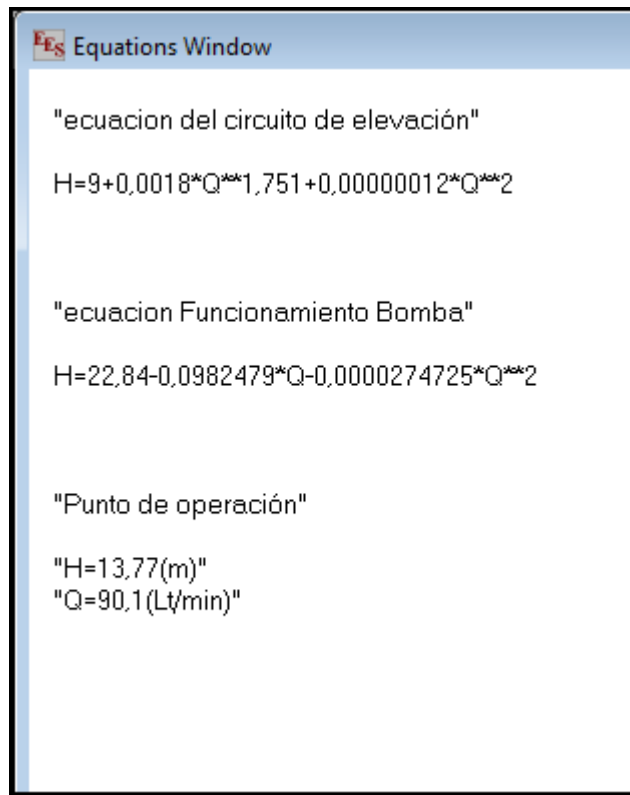 EES Equations Window
"ecuacion del circuito de elevación"
H=9+0,0018*Q**1,751+0,00000012*Q**2
"ecuacion Funcionamiento Bomba"
H=22,84-0,0982479*Q-0,0000274725*Q**2
"Punto de operación"
"H=13,77(m)"
"Q=90,1(Lt/min)"